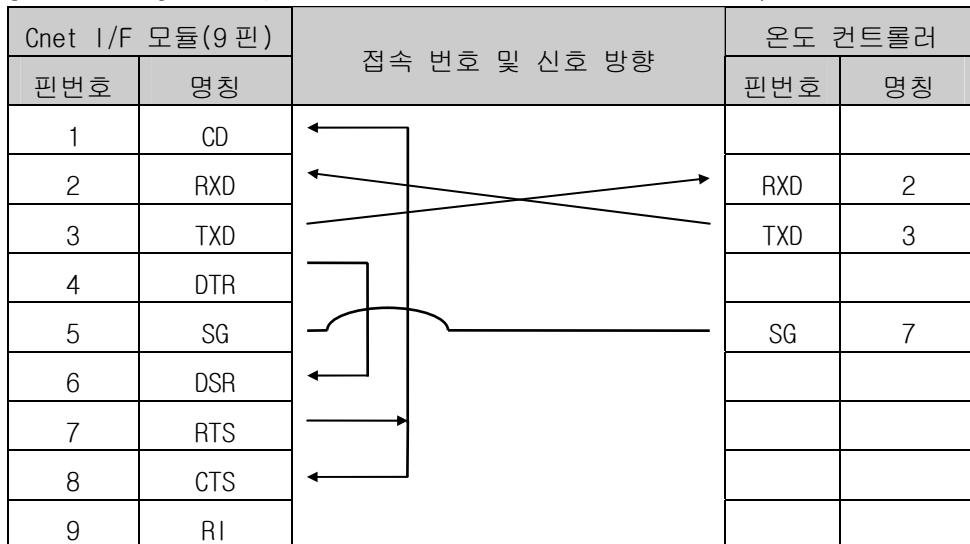 Cnet I/F 모듈(9핀) 접속 번호 및 신호 방향 온도 컨트롤러
핀번호 명칭 핀번호 명칭
1 CD
2 RXD RXD 2
3 TXD TXD 3
4 DTR
5 SG SG 7
6 DSR
7 RTS
8 CTS
9 RI